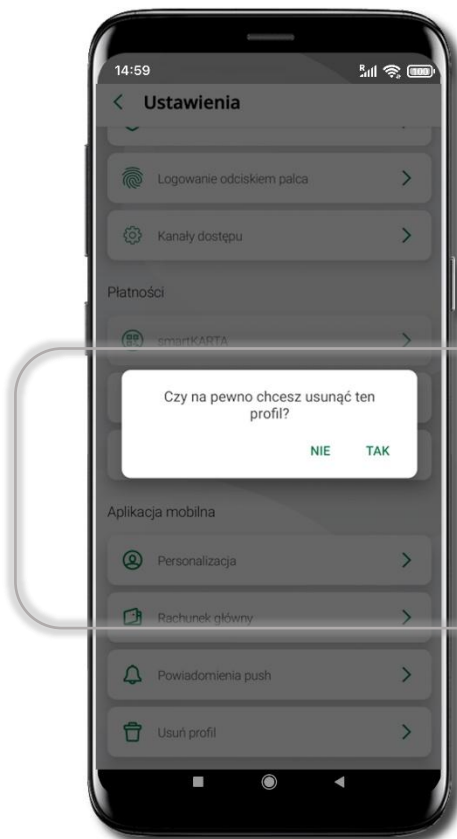 14:59
Ustawienia
Logowanie odciskiem palca
Kanały dostępu
Płatności
smartKARTA
Czy na pewno chcesz usunąć ten
profil?
NIE TAK
Aplikacja mobilna
Personalizacja
Rachunek główny
Powiadomienia push
Usuń profil